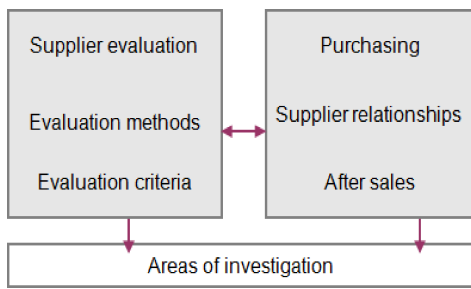 Supplier evaluation
Evaluation methods
Evaluation criteria
Purchasing
Supplier relationships
After sales
Areas of investigation